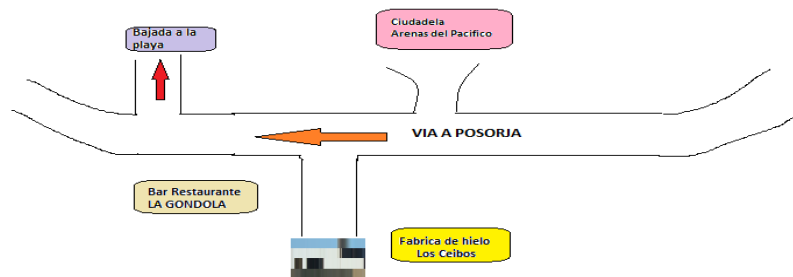 Bajada a la
playa
Ciudadela
Arenas del Pacifico
VIA A POSORJA
Bar Restaurante
LA GONDOLA
Fabrica de hielo
Los Ceibos